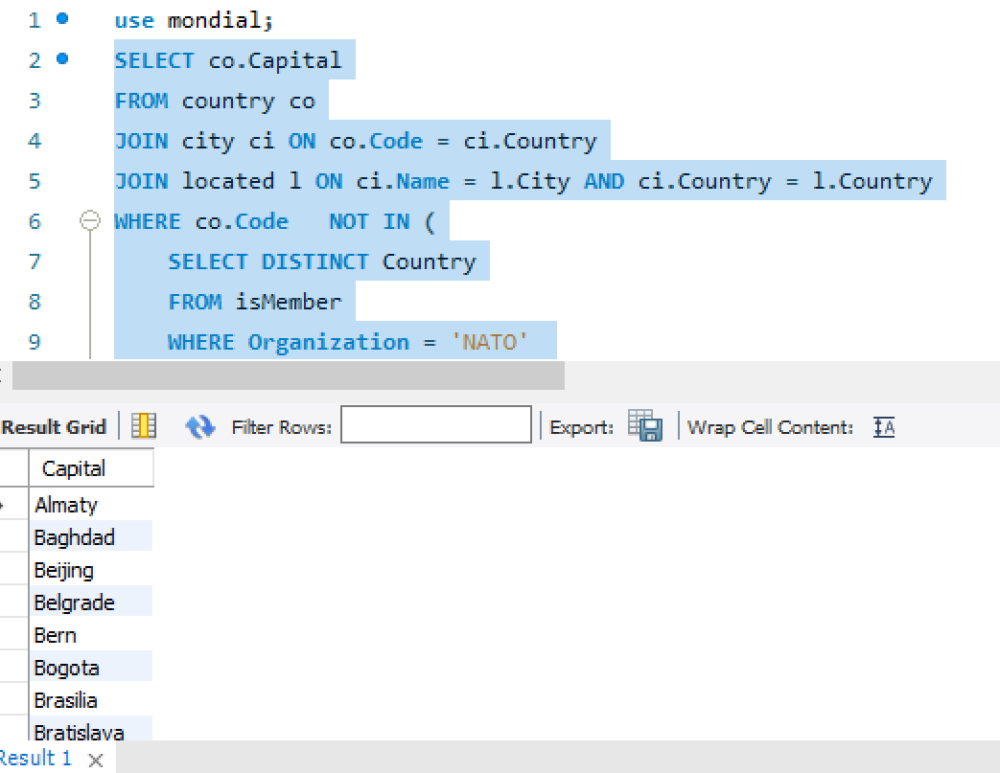 1 use mondial;
2 SELECT co.Capital
3 FROM country co
4 JOIN city ci ON co.Code = ci.Country
5 JOIN located l ON ci.Name = l.City AND ci.Country = l.Country
6 WHERE co.Code   NOT IN (
7 SELECT DISTINCT Country
8 FROM isMember
9 WHERE Organization = 'NATO'
Result Grid Filter Rows: Export: Wrap Cell Content: IA
Capital
Almaty
Baghdad
Beijing
Belgrade
Bern
Bogota
Brasilia
Bratislava
Result 1 ×